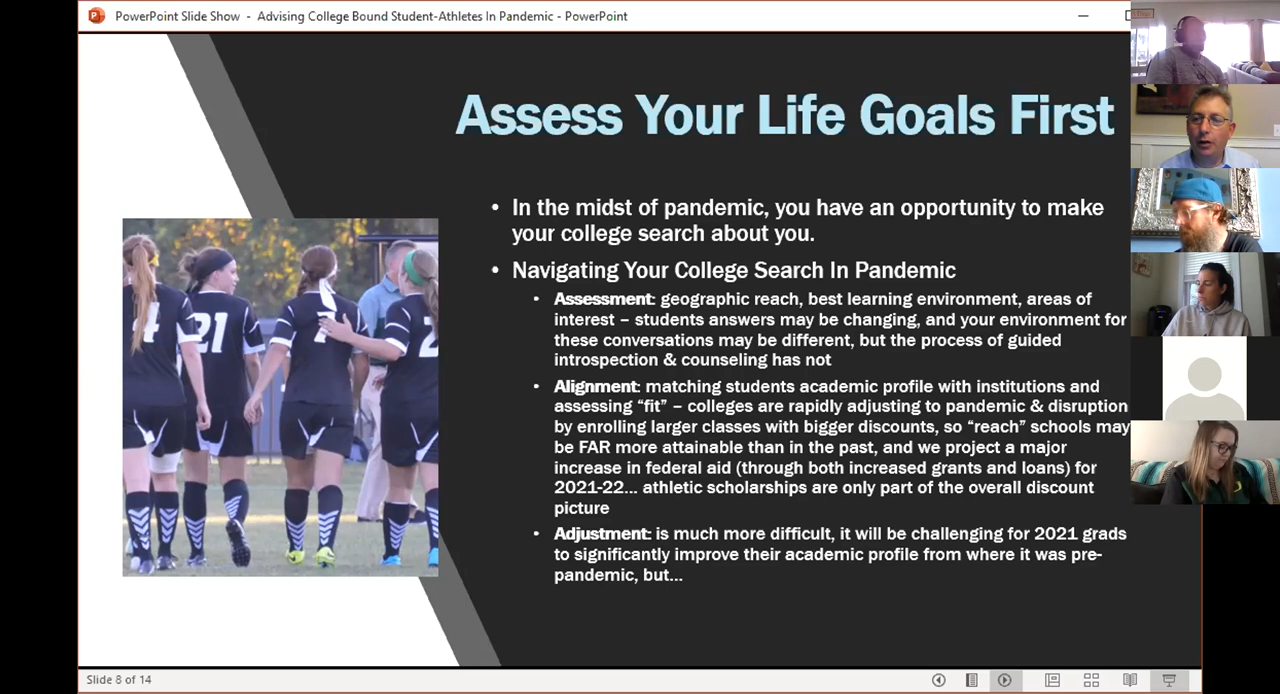 PowerPoint Slide Show - Advising College Bound Student-Athletes In Pandemic - PowerPoint
Assess Your Life Goals First
• In the midst of pandemic, you have an opportunity to make
your college search about you.
• Navigating Your College Search In Pandemic
• Assessment: geographic reach, best learning environment, areas of
interest – students answers may be changing, and your environment for
these conversations may be different, but the process of guided
introspection & counseling has not
• Alignment: matching students academic profile with institutions and
assessing “fit” – colleges are rapidly adjusting to pandemic & disruption
by enrolling larger classes with bigger discounts, so “reach” schools may
be FAR more attainable than in the past, and we project a major
increase in federal aid (through both increased grants and loans) for
2021-22... athletic scholarships are only part of the overall discount
picture
• Adjustment: is much more difficult, it will be challenging for 2021 grads
to significantly improve their academic profile from where it was pre-
pandemic, but...
4
21
7
2
Slide 8 of 14